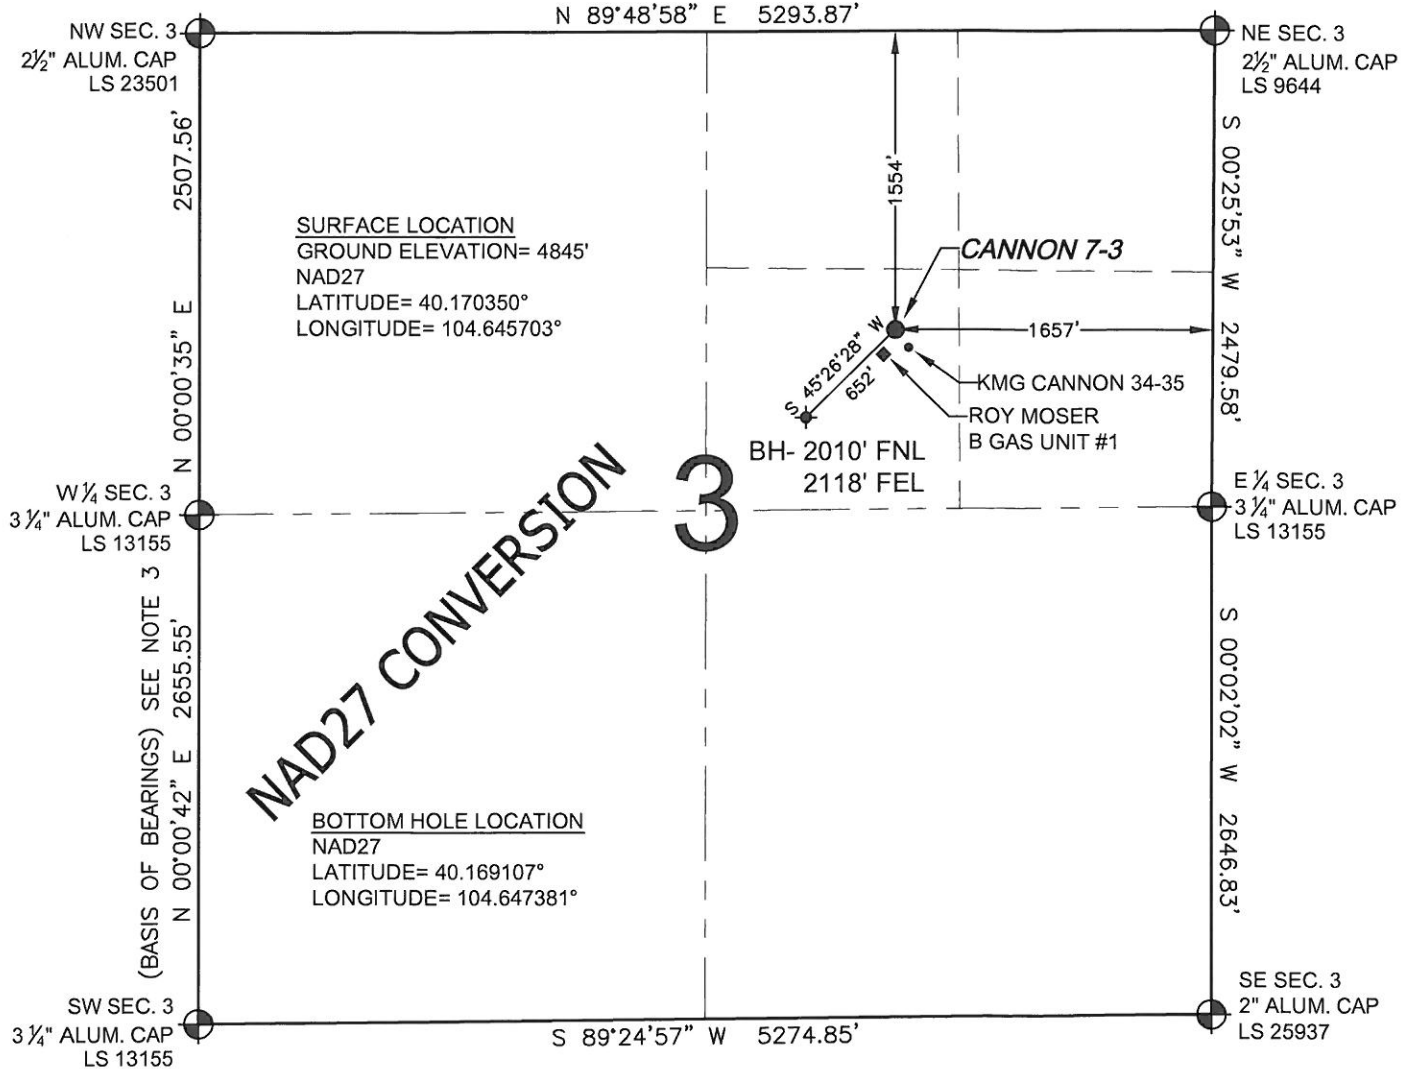 N 89°48'58" E 5293.87'
NW SEC. 3
2½" ALUM. CAP
LS 23501
NE SEC. 3
2½" ALUM. CAP
LS 9644
N 00°00'35" E 2507.56'
S 00°25'53" W 2479.58'
SURFACE LOCATION
GROUND ELEVATION= 4845'
NAD27
LATITUDE= 40.170350°
LONGITUDE= 104.645703°
1554'
CANNON 7-3
1657'
S 45°26'28" W
652'
KMG CANNON 34-35
ROY MOSER
B GAS UNIT #1
BH- 2010' FNL
2118' FEL
3
W ¼ SEC. 3
3 ¼" ALUM. CAP
LS 13155
E ¼ SEC. 3
3 ¼" ALUM. CAP
LS 13155
NAD27 CONVERSION
(BASIS OF BEARINGS) SEE NOTE 3
N 00°00'42" E 2655.55'
S 00°02'02" W 2646.83'
BOTTOM HOLE LOCATION
NAD27
LATITUDE= 40.169107°
LONGITUDE= 104.647381°
SW SEC. 3
3 ¼" ALUM. CAP
LS 13155
S 89°24'57" W 5274.85'
SE SEC. 3
2" ALUM. CAP
LS 25937